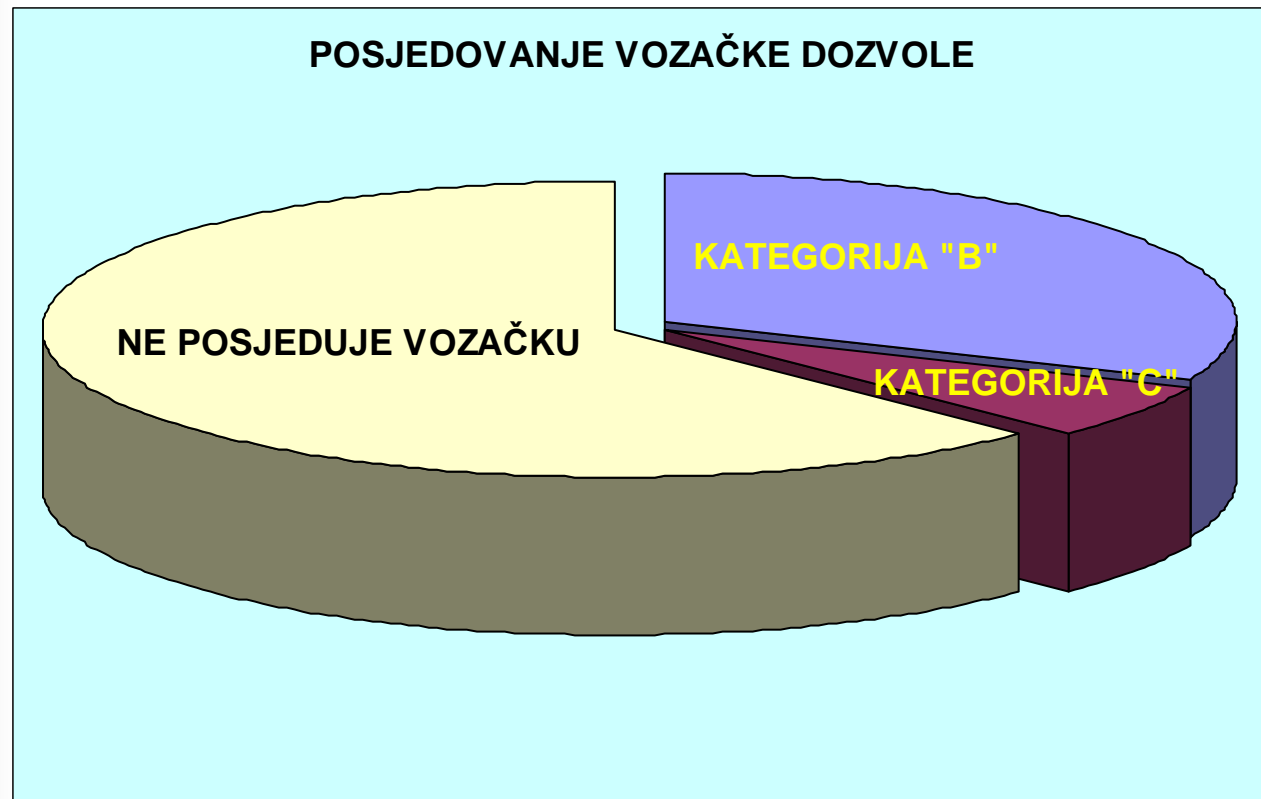 POSJEDOVANJE VOZAČKE DOZVOLE
KATEGORIJA "B"
NE POSJEDUJE VOZAČKU
KATEGORIJA "C"